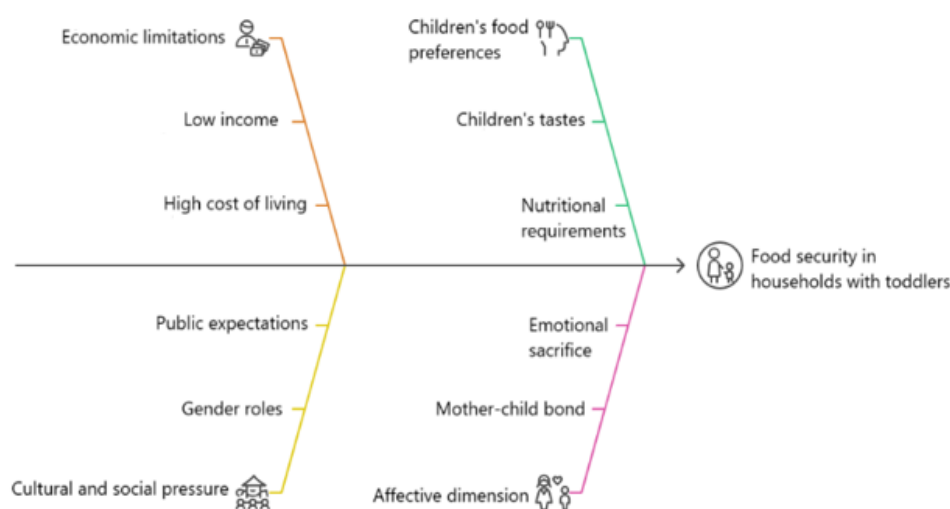 Economic limitations
Low income
High cost of living
Children's food
preferences
Children's tastes
Nutritional
requirements
Food security in
households with toddlers
Public expectations
Gender roles
Cultural and social pressure
Emotional
sacrifice
Mother-child bond
Affective dimension